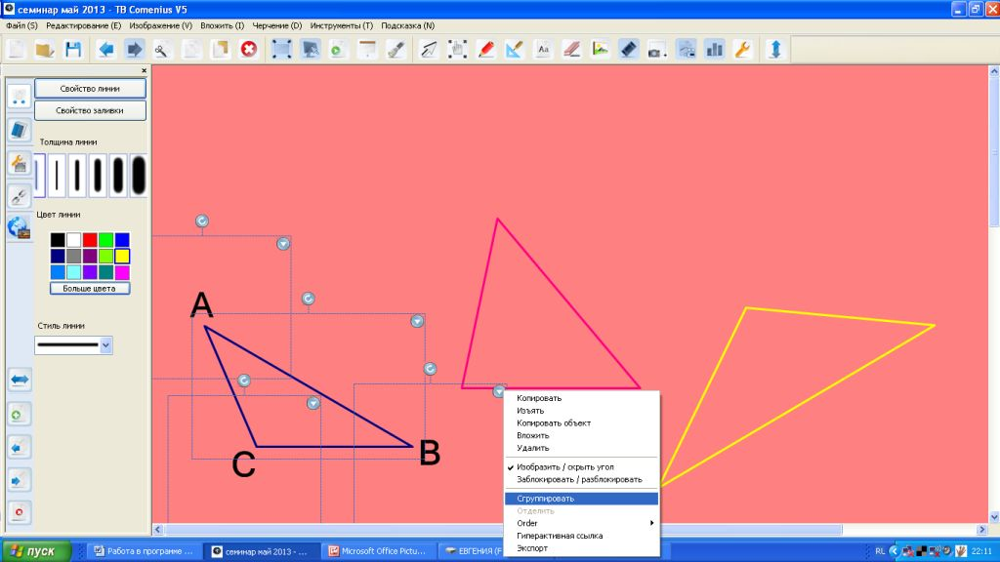 семинар май 2013 - TB Comenius V5
Файл (S) Редактирование (E) Изображение (V) Вложить (I) Черчение (D) Инструменты (T) Подсказка (N)
Aa
Свойство линии
Свойство заливки
Толщина линии
Цвет линии
Больше цвета
Стиль линии
A
C
B
Копировать
Изъять
Копировать объект
Вложить
Удалить
Изобразить / скрыть угол
Заблокировать / разблокировать
Сгруппировать
Отделить
Order
Гиперактивная ссылка
Экспорт
пуск
Работа в программе ...
семинар май 2013 - ...
Microsoft Office Pictu...
ЕВГЕНИЯ (F
RL
22:11